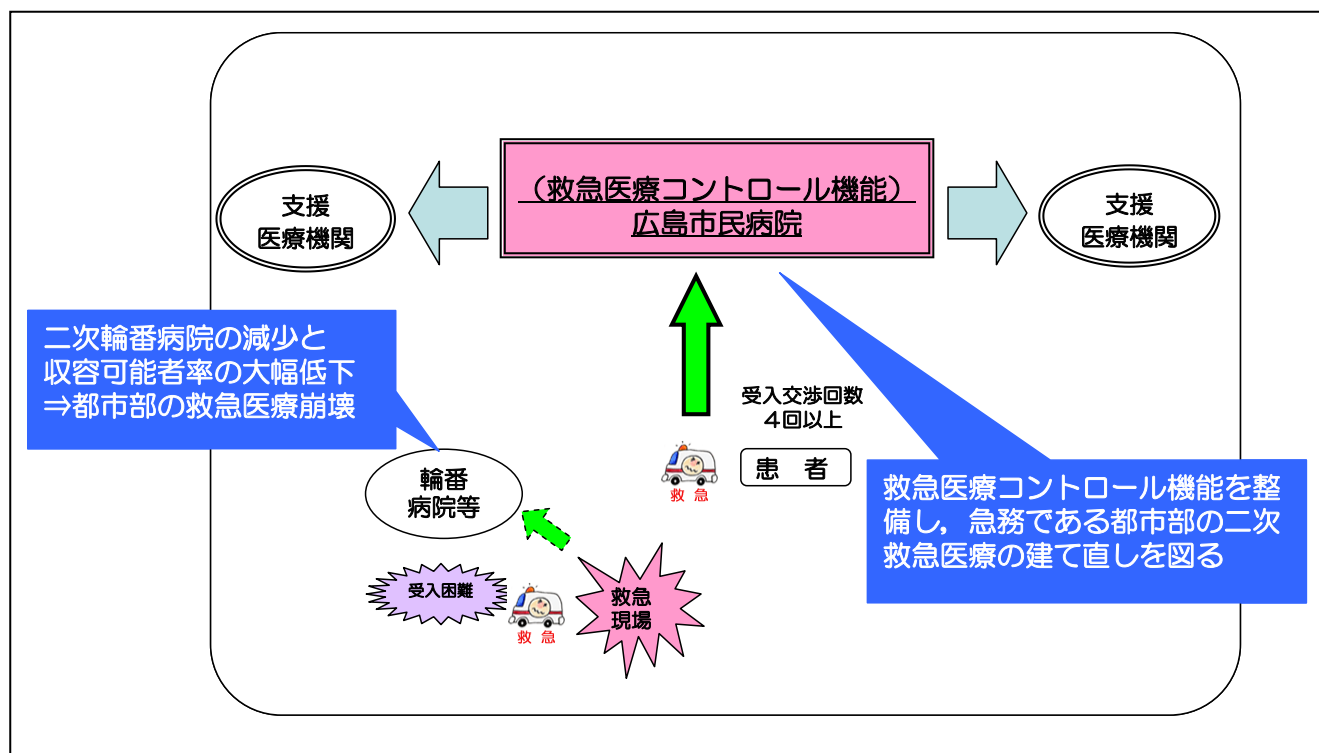 （救急医療コントロール機能）
広島市民病院
支援
医療機関
支援
医療機関
二次輪番病院の減少と
収容可能者率の大幅低下
⇒都市部の救急医療崩壊
受入交渉回数
４回以上
患　者
救 急
輪番
病院等
救急医療コントロール機能を整
備し，急務である都市部の二次
救急医療の建て直しを図る
受入困難
救 急
救急
現場